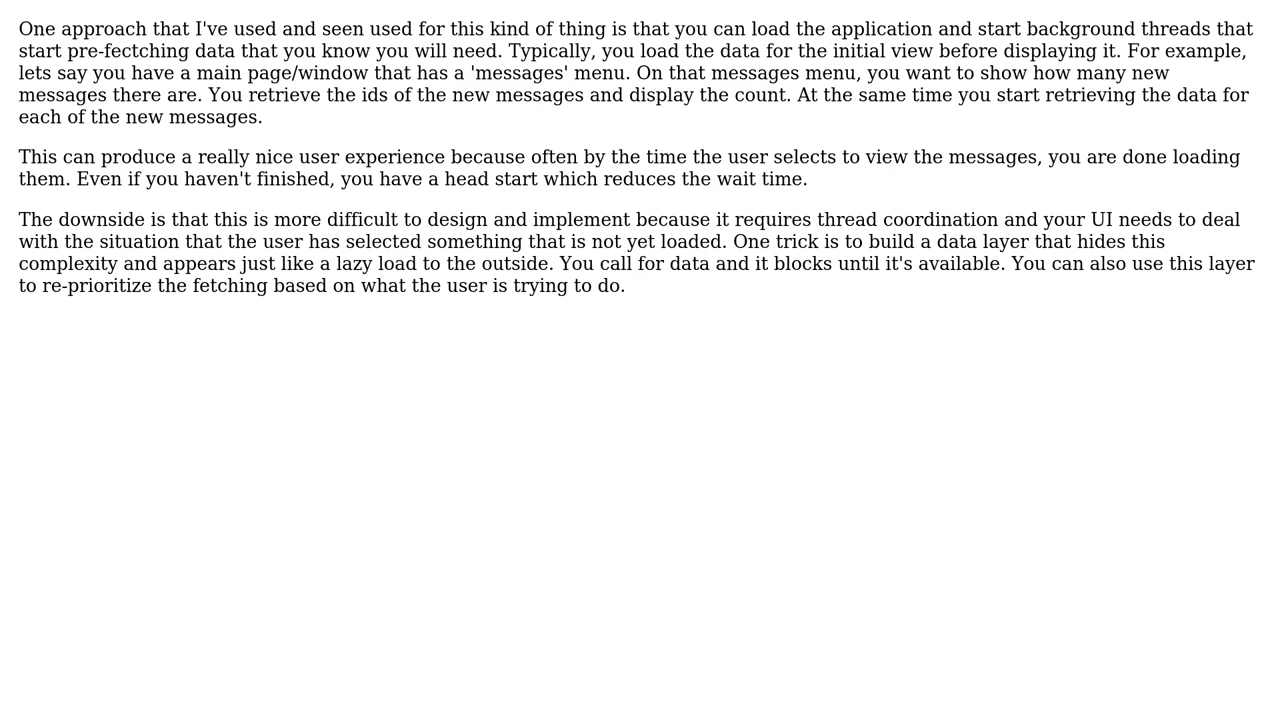 One approach that I've used and seen used for this kind of thing is that you can load the application and start background threads that
start pre-fectching data that you know you will need. Typically, you load the data for the initial view before displaying it. For example,
lets say you have a main page/window that has a 'messages' menu. On that messages menu, you want to show how many new
messages there are. You retrieve the ids of the new messages and display the count. At the same time you start retrieving the data for
each of the new messages.
This can produce a really nice user experience because often by the time the user selects to view the messages, you are done loading
them. Even if you haven't finished, you have a head start which reduces the wait time.
The downside is that this is more difficult to design and implement because it requires thread coordination and your UI needs to deal
with the situation that the user has selected something that is not yet loaded. One trick is to build a data layer that hides this
complexity and appears just like a lazy load to the outside. You call for data and it blocks until it's available. You can also use this layer
to re-prioritize the fetching based on what the user is trying to do.